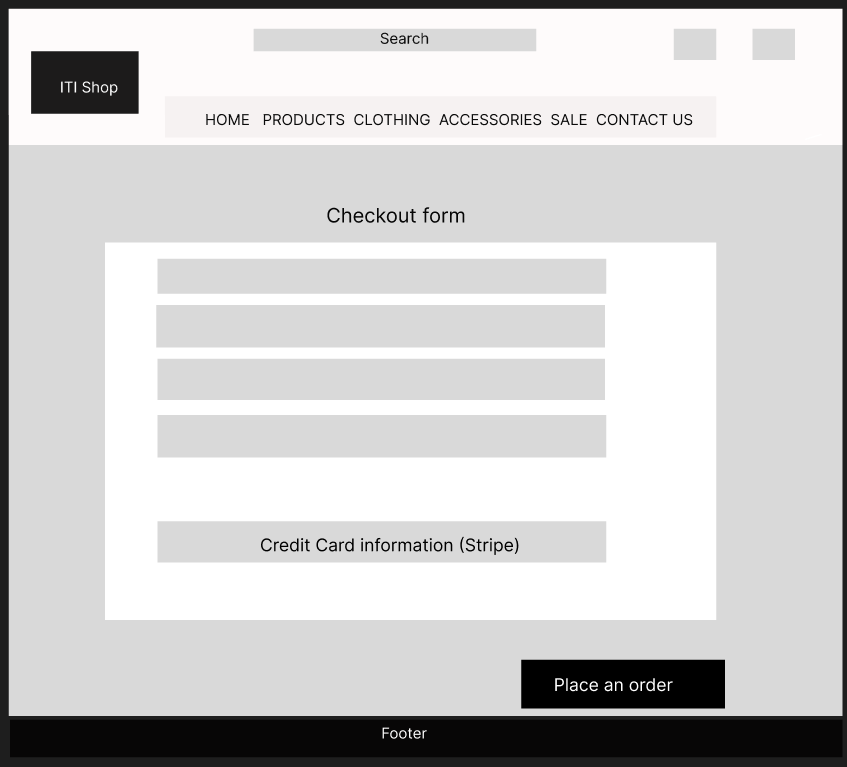 Search
ITI Shop
HOME PRODUCTS CLOTHING ACCESSORIES SALE CONTACT US
Checkout form
Credit Card information (Stripe)
Place an order
Footer